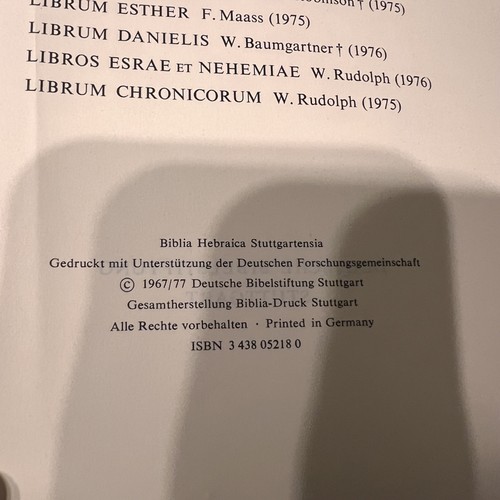 (1975)
LIBRUM ESTHER F. Maass (1975)
LIBRUM DANIELIS W. Baumgartner † (1976)
LIBROS ESRAE ET NEHEMIAE W. Rudolph (1976)
LIBRUM CHRONICORUM W. Rudolph (1975)
Biblia Hebraica Stuttgartensia
Gedruckt mit Unterstützung der Deutschen Forschungsgemeinschaft
© 1967/77 Deutsche Bibelstiftung Stuttgart
Gesamtherstellung Biblia-Druck Stuttgart
Alle Rechte vorbehalten · Printed in Germany
ISBN 3 438 05218 0